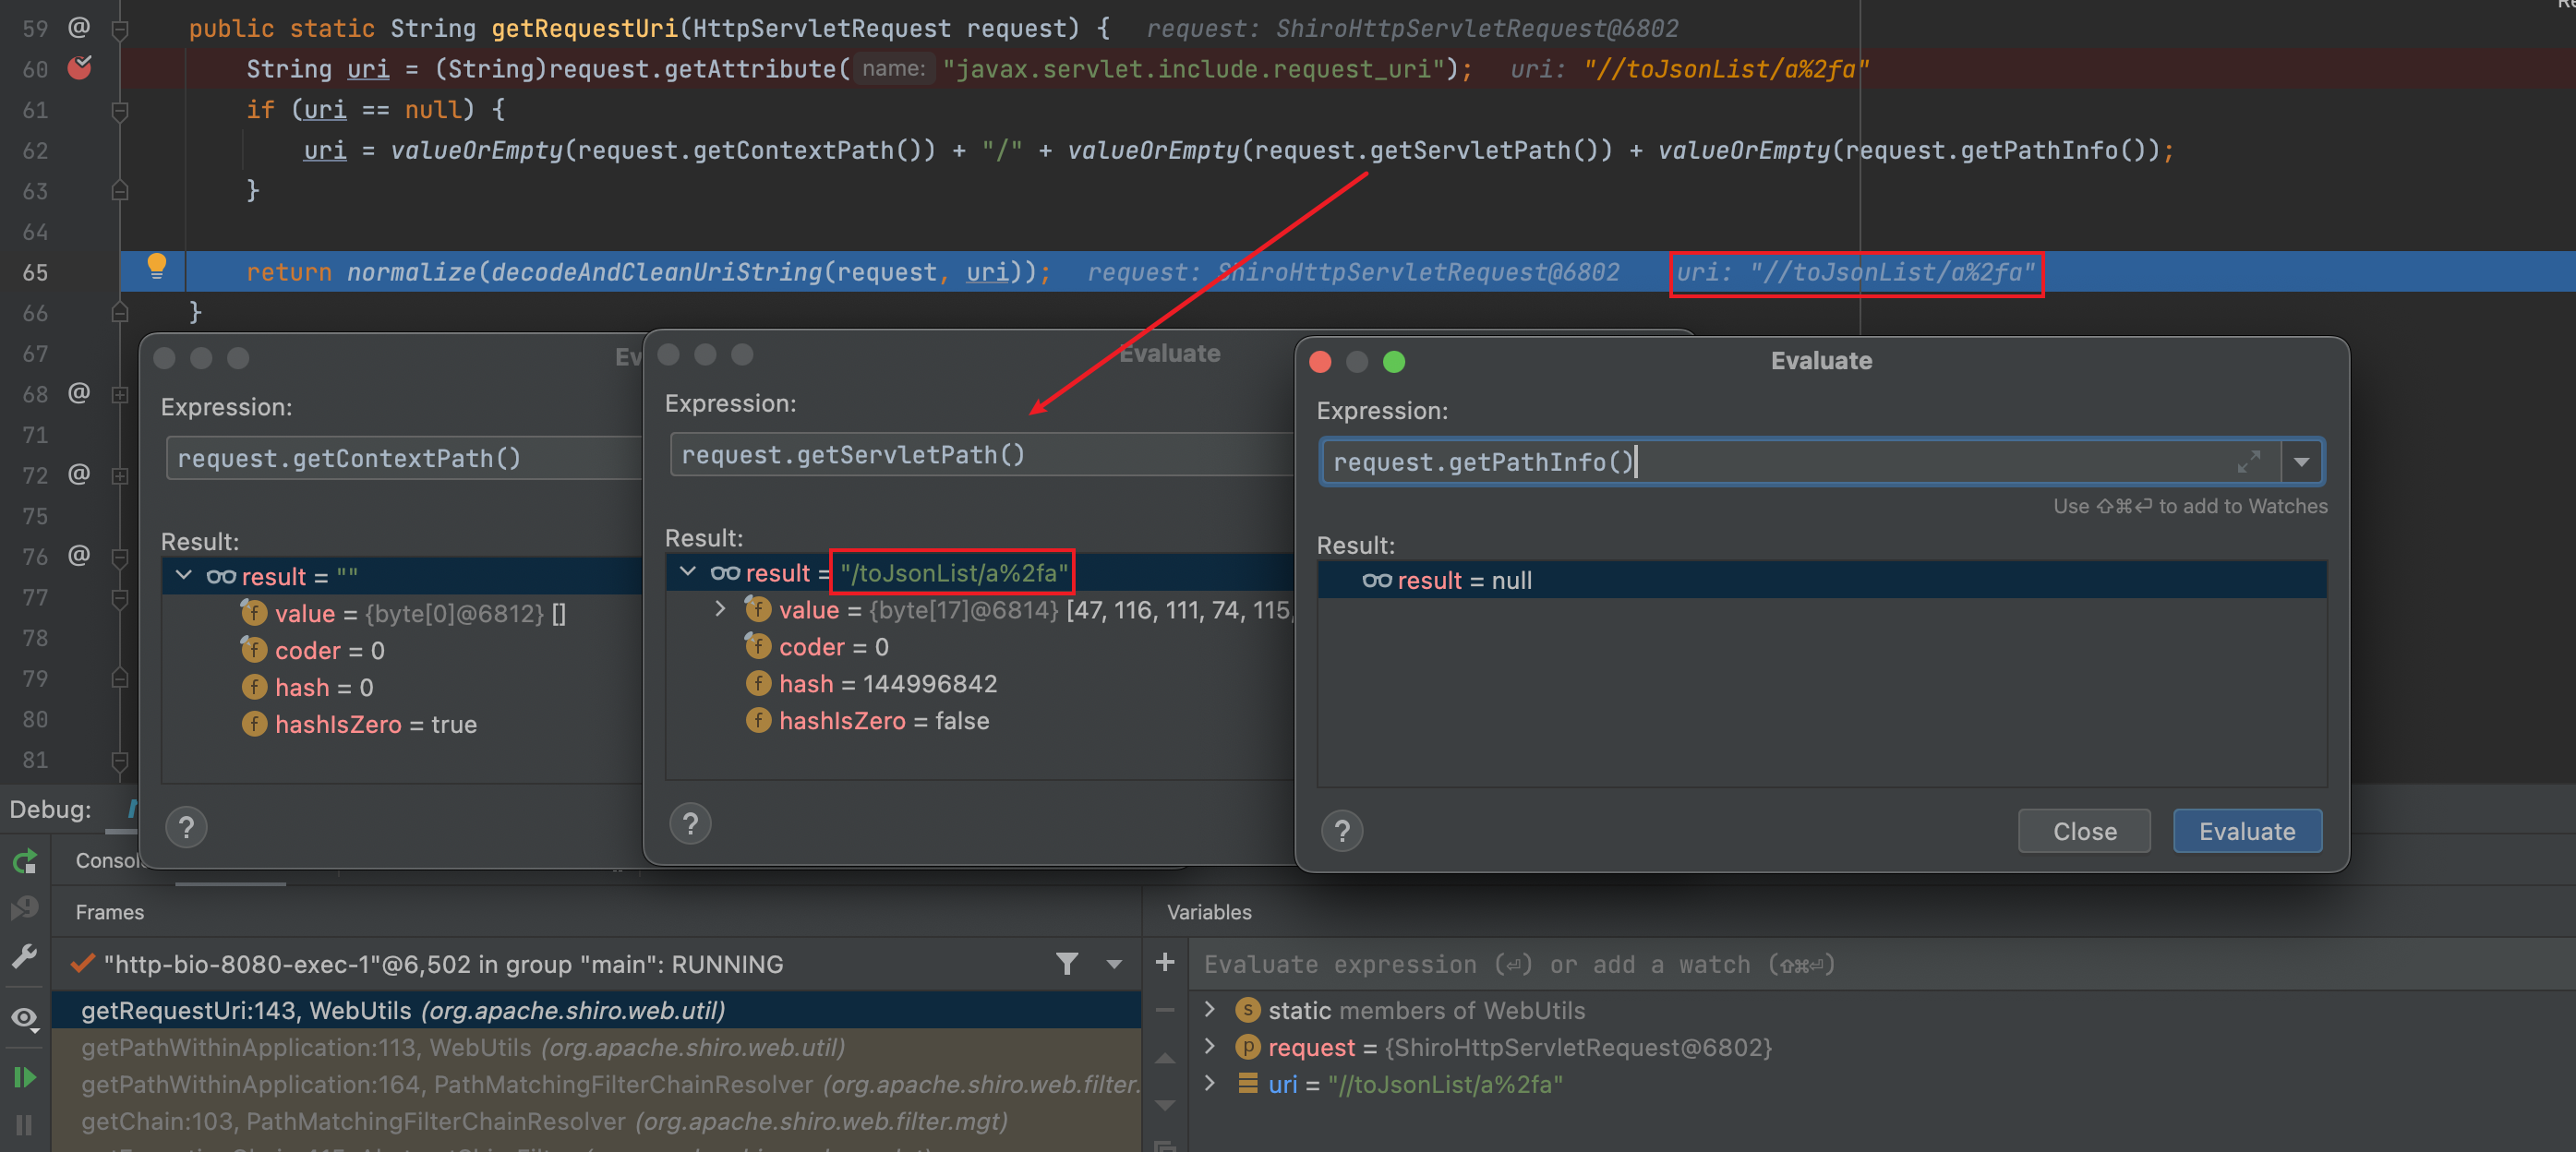 Re
59 @ public static String getRequestUri(HttpServletRequest request) { request: ShiroHttpServletRequest@6802
60 String uri = (String)request.getAttribute( name: "javax.servlet.include.request_uri"); uri: "//toJsonList/a%2fa"
61 if (uri == null) {
62 uri = valueOrEmpty(request.getContextPath()) + "/" + valueOrEmpty(request.getServletPath()) + valueOrEmpty(request.getPathInfo());
63 }
64
65 return normalize(decodeAndCleanUriString(request, uri)); request: ShiroHttpServletRequest@6802 uri: "//toJsonList/a%2fa"
66 }
67
68 @
71
72 @
75
76 @
77
78
79
80
81
Ev
Expression:
request.getContextPath()
Result:
result = ""
value = {byte[0]@6812} []
coder = 0
hash = 0
hashIsZero = true
?
Evaluate
Expression:
request.getServletPath()
Result:
result = "/toJsonList/a%2fa"
value = {byte[17]@6814} [47, 116, 111, 74, 115,
coder = 0
hash = 144996842
hashIsZero = false
?
Evaluate
Expression:
request.getPathInfo()
Use ⇧⌘⏎ to add to Watches
Result:
result = null
?
Close
Evaluate
Debug:
Console
Frames
"http-bio-8080-exec-1"@6,502 in group "main": RUNNING
getRequestUri:143, WebUtils (org.apache.shiro.web.util)
getPathWithinApplication:113, WebUtils (org.apache.shiro.web.util)
getPathWithinApplication:164, PathMatchingFilterChainResolver (org.apache.shiro.web.filter.
getChain:103, PathMatchingFilterChainResolver (org.apache.shiro.web.filter.mgt)
Variables
Evaluate expression (⏎) or add a watch (⇧⌘⏎)
static members of WebUtils
request = {ShiroHttpServletRequest@6802}
uri = "//toJsonList/a%2fa"